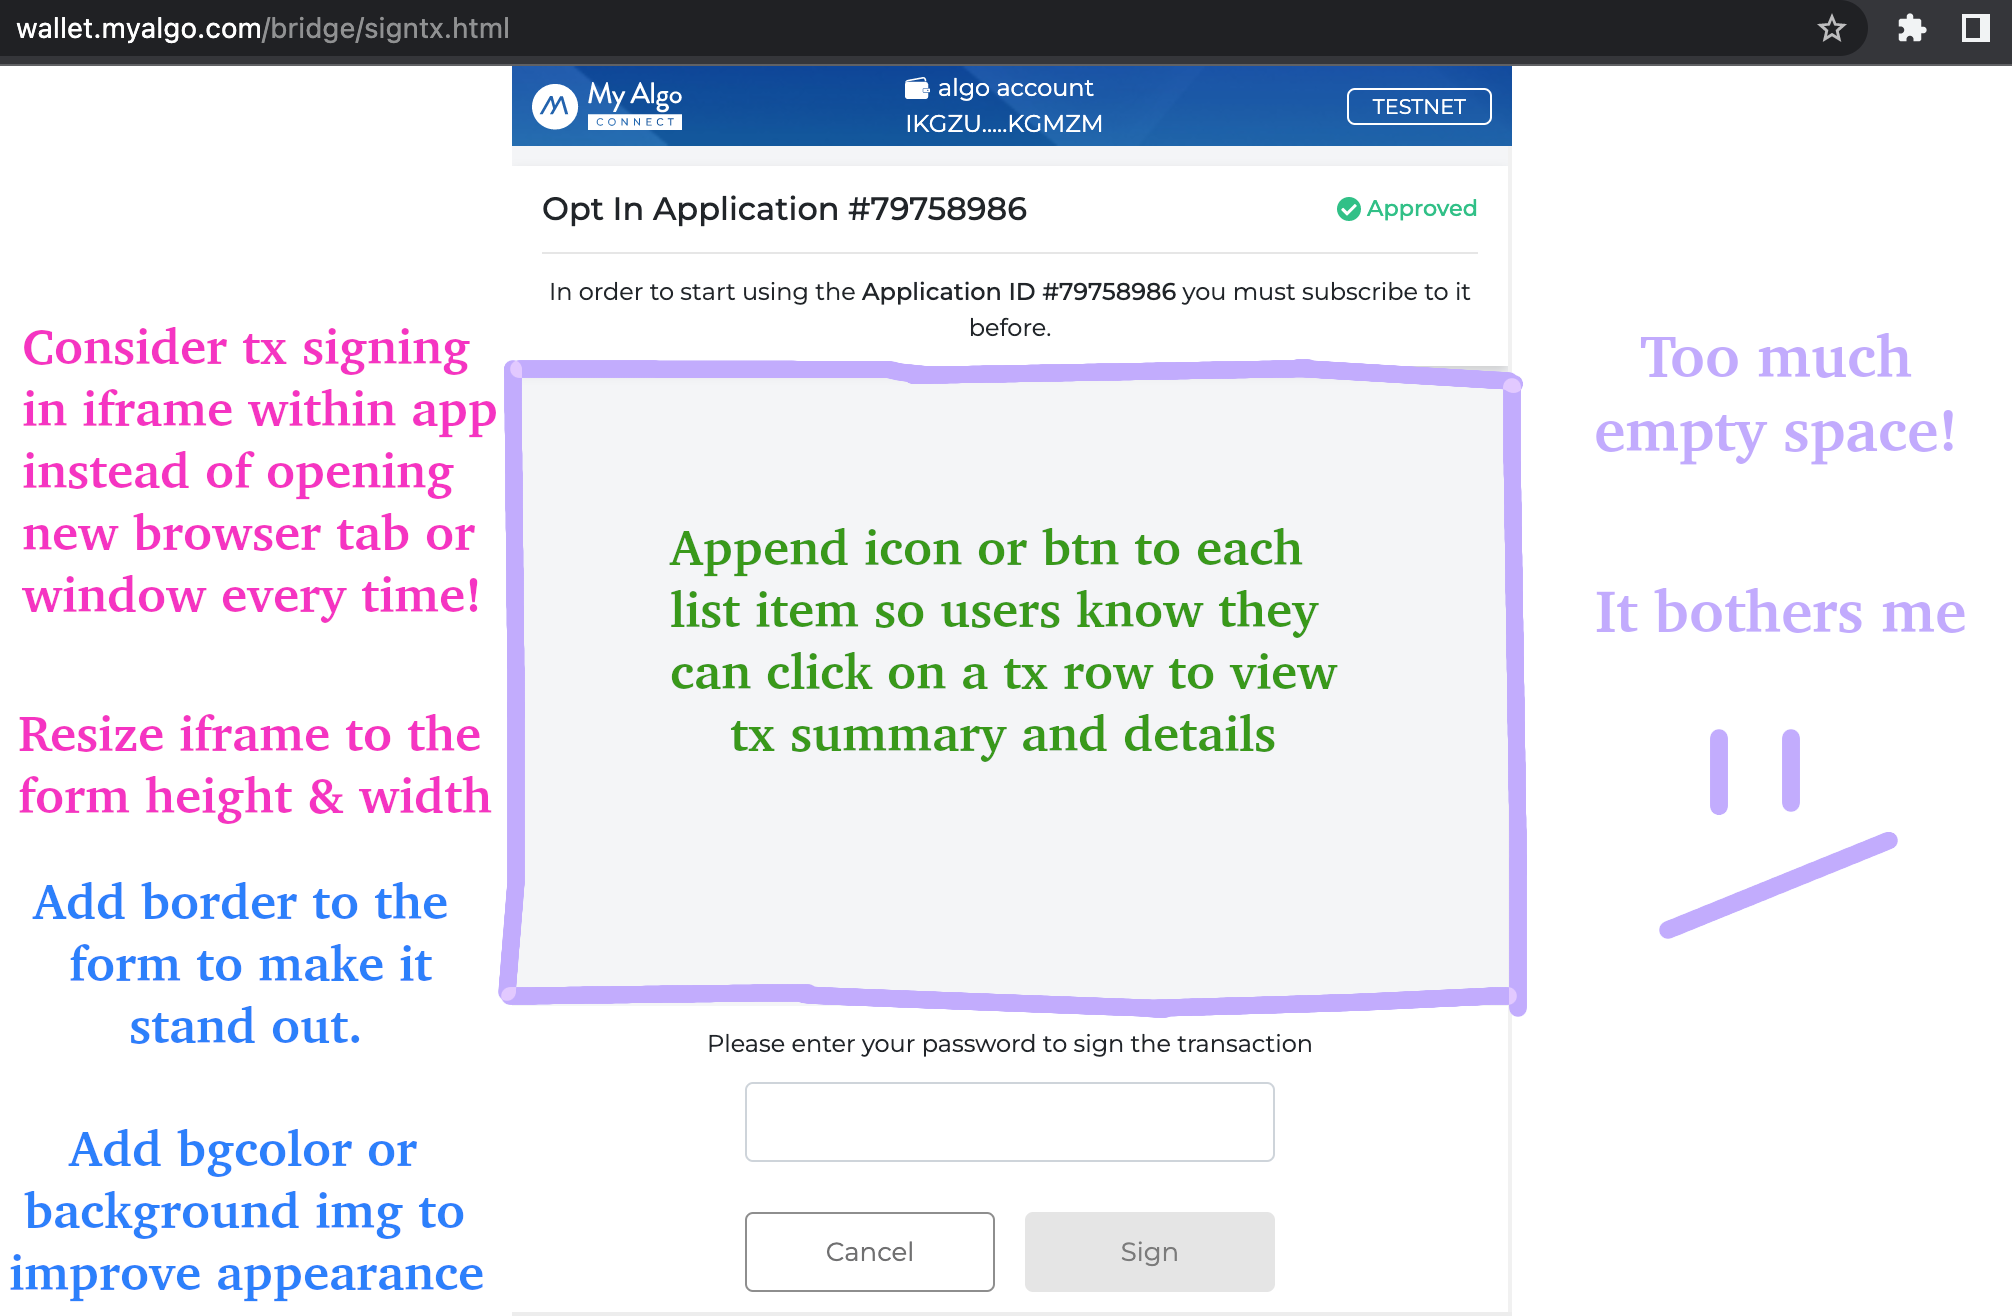 wallet.myalgo.com/bridge/signtx.html
My Algo
CONNECT
algo account
IKGZU.....KGMZM
TESTNET
Opt In Application #79758986
Approved
In order to start using the Application ID #79758986 you must subscribe to it
before.
Consider tx signing
in iframe within app
instead of opening
new browser tab or
window every time!
Resize iframe to the
form height & width
Add border to the
form to make it
stand out.
Add bgcolor or
background img to
improve appearance
Append icon or btn to each
list item so users know they
can click on a tx row to view
tx summary and details
Too much
empty space!
It bothers me
Please enter your password to sign the transaction
Cancel
Sign